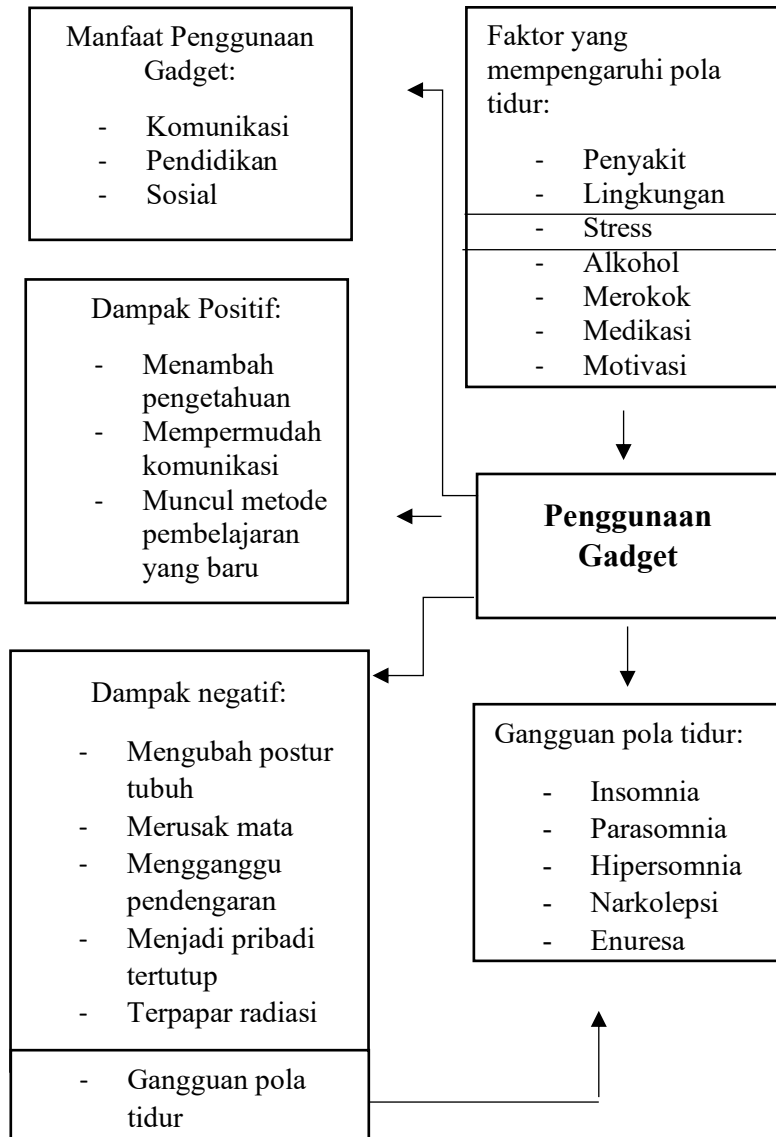 Manfaat Penggunaan
Gadget:
- Komunikasi
- Pendidikan
- Sosial
Faktor yang
mempengaruhi pola
tidur:
- Penyakit
- Lingkungan
- Stress
- Alkohol
- Merokok
- Medikasi
- Motivasi
Dampak Positif:
- Menambah
pengetahuan
- Mempermudah
komunikasi
- Muncul metode
pembelajaran
yang baru
Penggunaan
Gadget
Dampak negatif:
- Mengubah postur
tubuh
- Merusak mata
- Mengganggu
pendengaran
- Menjadi pribadi
tertutup
- Terpapar radiasi
- Gangguan pola
tidur
Gangguan pola tidur:
- Insomnia
- Parasomnia
- Hipersomnia
- Narkolepsi
- Enuresa